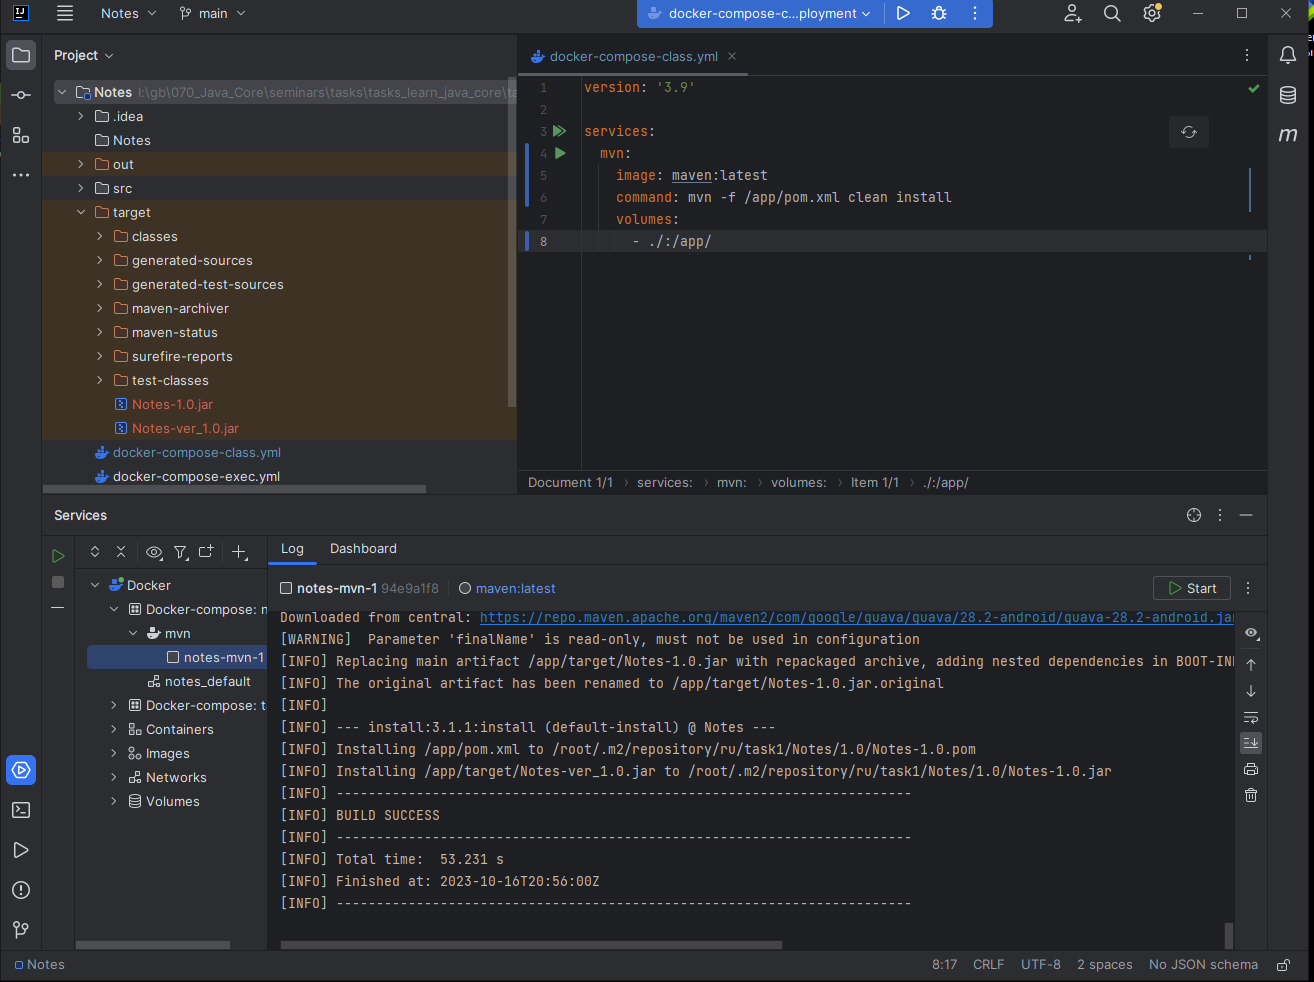 Notes main docker-compose-c...ployment
Project
Notes I:\gb\070_Java_Core\seminars\tasks\tasks_learn_java_core\ta
.idea
Notes
out
src
target
classes
generated-sources
generated-test-sources
maven-archiver
maven-status
surefire-reports
test-classes
Notes-1.0.jar
Notes-ver_1.0.jar
docker-compose-class.yml
docker-compose-exec.yml
docker-compose-class.yml
1 version: '3.9'
2
3 services:
4 mvn:
5 image: maven:latest
6 command: mvn -f /app/pom.xml clean install
7 volumes:
8 - ./:/app/
Document 1/1 › services: › mvn: › volumes: › Item 1/1 › ./:/app/
Services
Docker
Docker-compose: n
mvn
notes-mvn-1
notes_default
Docker-compose: t
Containers
Images
Networks
Volumes
Log Dashboard
notes-mvn-1 94e9a1f8 maven:latest Start
Downloaded from central: https://repo.maven.apache.org/maven2/com/google/guava/guava/28.2-android/guava-28.2-android.jar
[WARNING]  Parameter 'finalName' is read-only, must not be used in configuration
[INFO] Replacing main artifact /app/target/Notes-1.0.jar with repackaged archive, adding nested dependencies in BOOT-INF
[INFO] The original artifact has been renamed to /app/target/Notes-1.0.jar.original
[INFO]
[INFO] --- install:3.1.1:install (default-install) @ Notes ---
[INFO] Installing /app/pom.xml to /root/.m2/repository/ru/task1/Notes/1.0/Notes-1.0.pom
[INFO] Installing /app/target/Notes-ver_1.0.jar to /root/.m2/repository/ru/task1/Notes/1.0/Notes-1.0.jar
[INFO] ------------------------------------------------------------------------
[INFO] BUILD SUCCESS
[INFO] ------------------------------------------------------------------------
[INFO] Total time:  53.231 s
[INFO] Finished at: 2023-10-16T20:56:00Z
[INFO] ------------------------------------------------------------------------
Notes 8:17 CRLF UTF-8 2 spaces No JSON schema